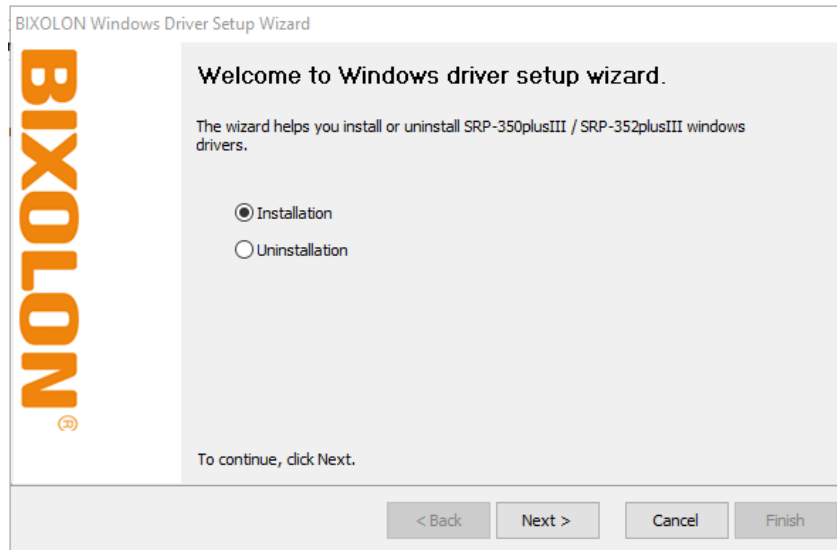 BIXOLON Windows Driver Setup Wizard
BIXOLON®
Welcome to Windows driver setup wizard.
The wizard helps you install or uninstall SRP-350plusIII / SRP-352plusIII windows
drivers.
Installation
Uninstallation
To continue, click Next.
< Back
Next >
Cancel
Finish